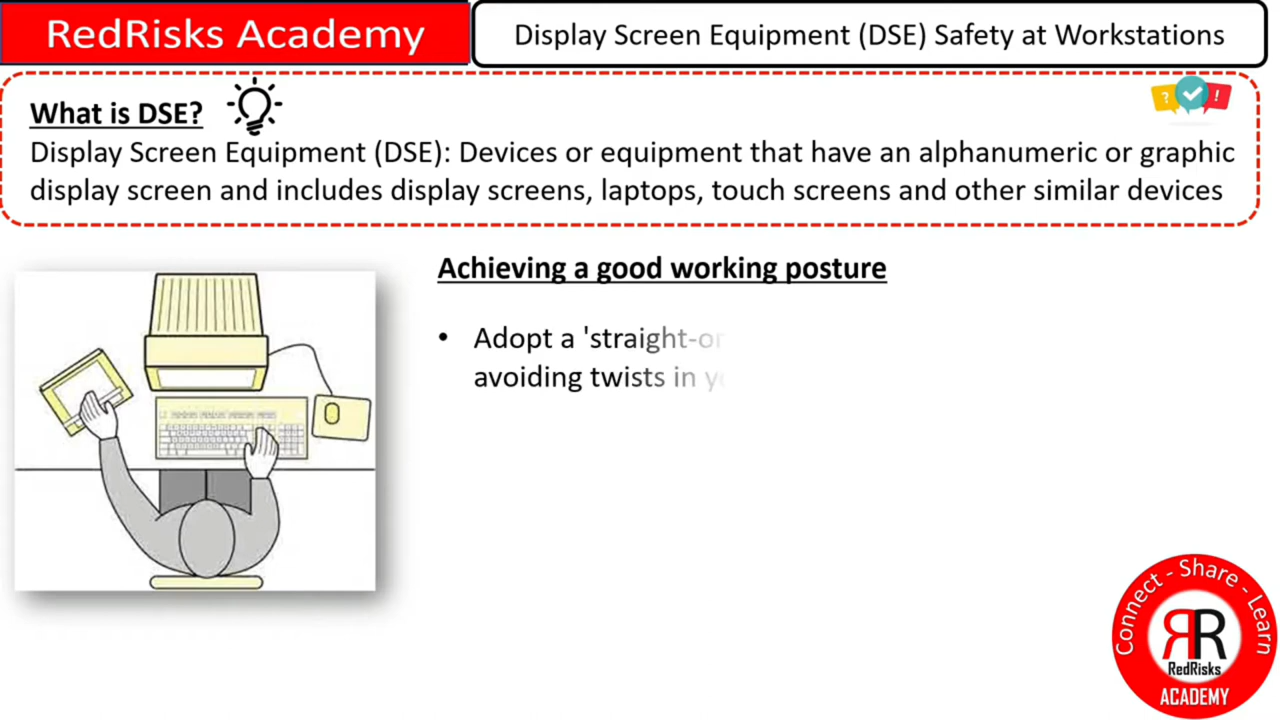 RedRisks Academy
Display Screen Equipment (DSE) Safety at Workstations
What is DSE?
? !
Display Screen Equipment (DSE): Devices or equipment that have an alphanumeric or graphic
display screen and includes display screens, laptops, touch screens and other similar devices
Achieving a good working posture
• Adopt a 'straight-on
avoiding twists in
Connect - Share - Learn
RR
RedRisks
ACADEMY